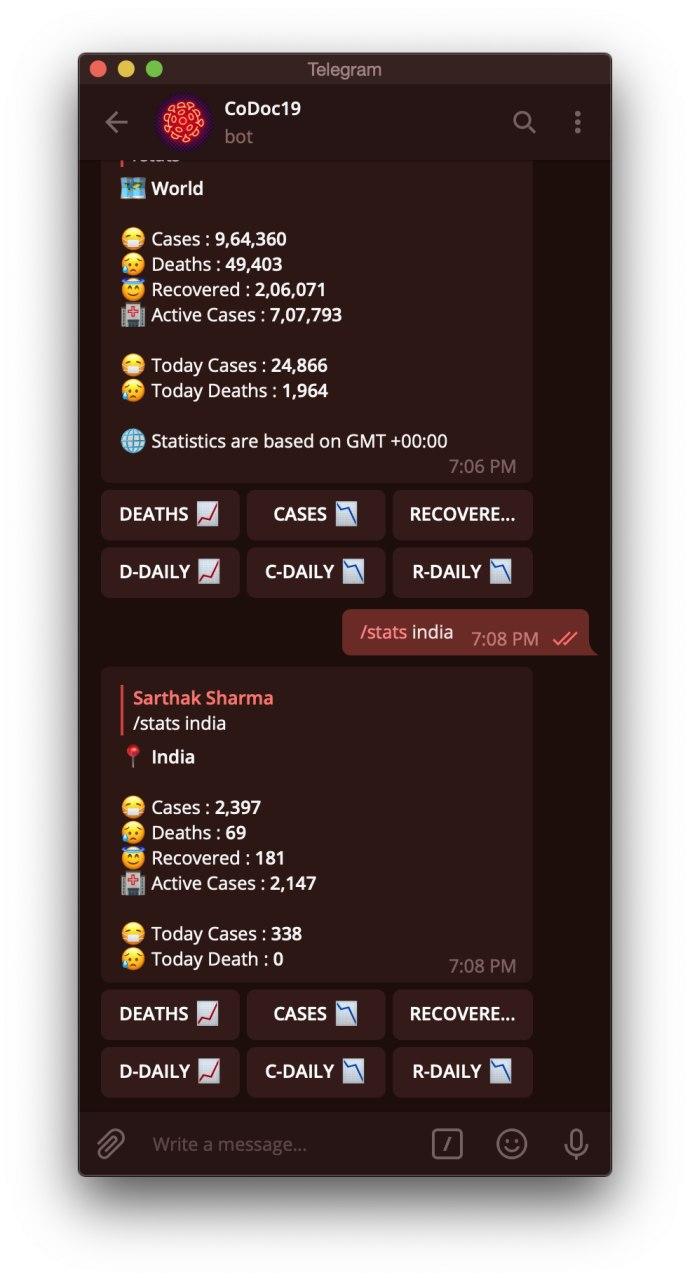 Telegram
CoDoc19
bot
World
Cases : 9,64,360
Deaths : 49,403
Recovered : 2,06,071
Active Cases : 7,07,793
Today Cases : 24,866
Today Deaths : 1,964
Statistics are based on GMT +00:00
7:06 PM
DEATHS CASES RECOVERE...
D-DAILY C-DAILY R-DAILY
/stats india 7:08 PM
Sarthak Sharma
/stats india
India
Cases : 2,397
Deaths : 69
Recovered : 181
Active Cases : 2,147
Today Cases : 338
Today Death : 0
7:08 PM
DEATHS CASES RECOVERE...
D-DAILY C-DAILY R-DAILY
Write a message...